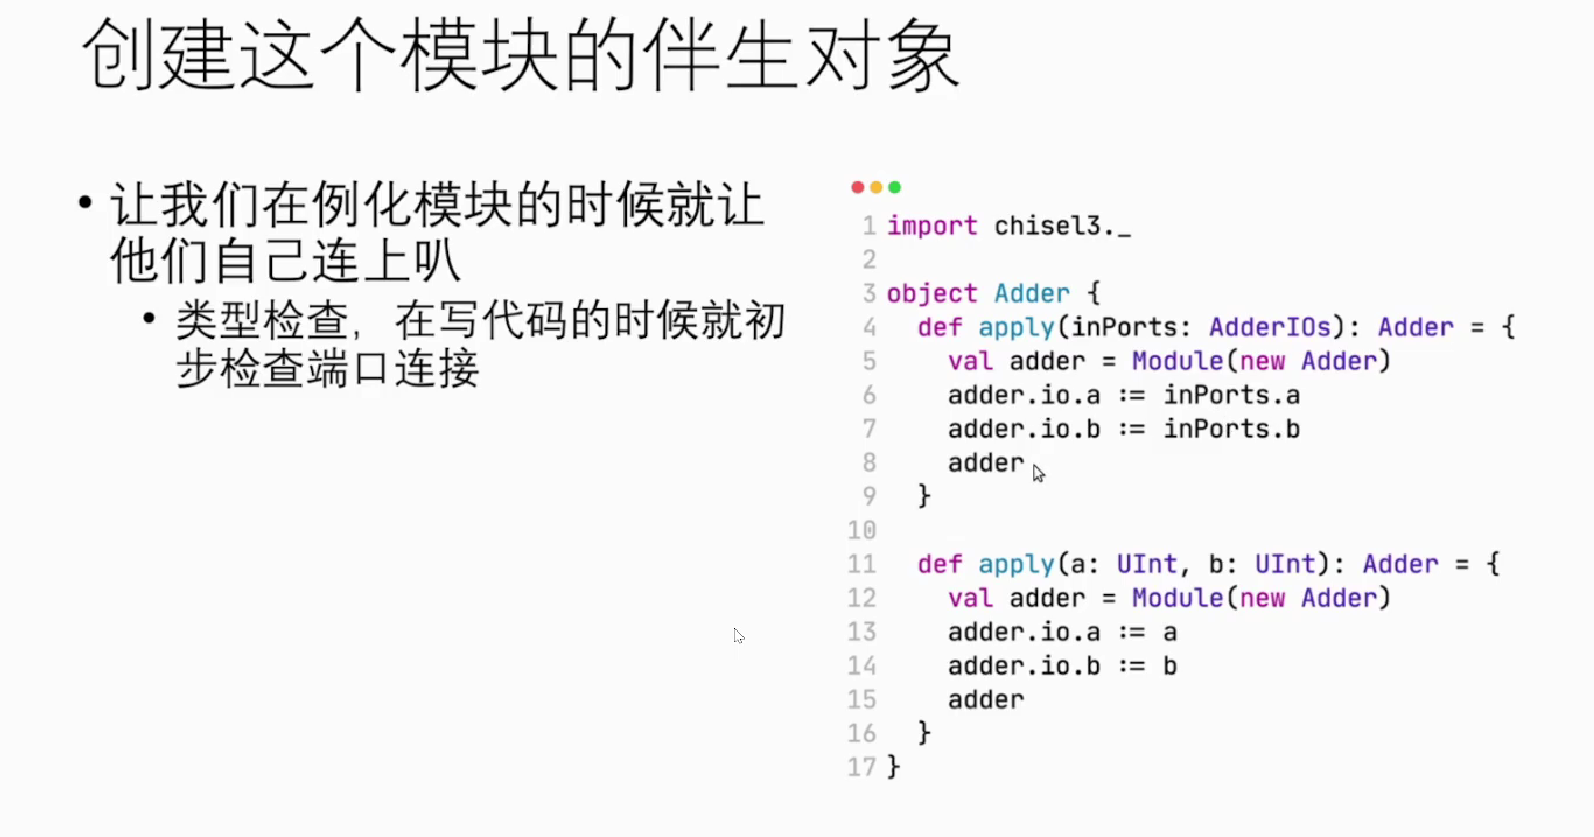 创建这个模块的伴生对象
• 让我们在例化模块的时候就让
他们自己连上叭
• 类型检查，在写代码的时候就初
步检查端口连接
1 import chisel3._
2
3 object Adder {
4   def apply(inPorts: AdderIOs): Adder = {
5     val adder = Module(new Adder)
6     adder.io.a := inPorts.a
7     adder.io.b := inPorts.b
8     adder
9   }
10
11   def apply(a: UInt, b: UInt): Adder = {
12     val adder = Module(new Adder)
13     adder.io.a := a
14     adder.io.b := b
15     adder
16   }
17 }